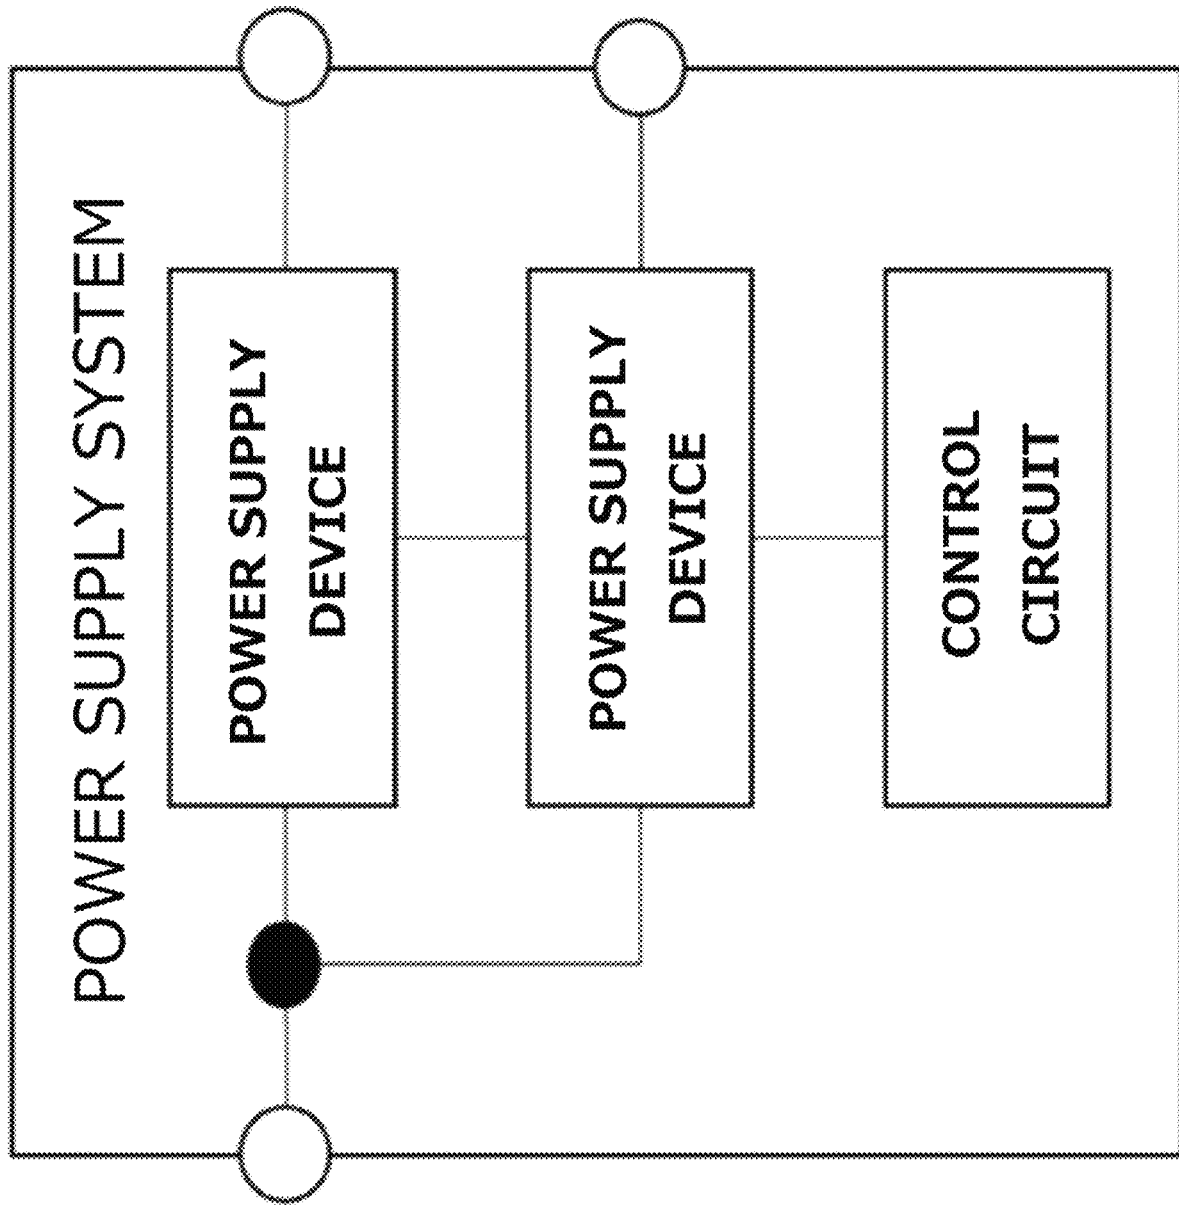 POWER SUPPLY SYSTEM
POWER SUPPLY
DEVICE
POWER SUPPLY
DEVICE
CONTROL
CIRCUIT